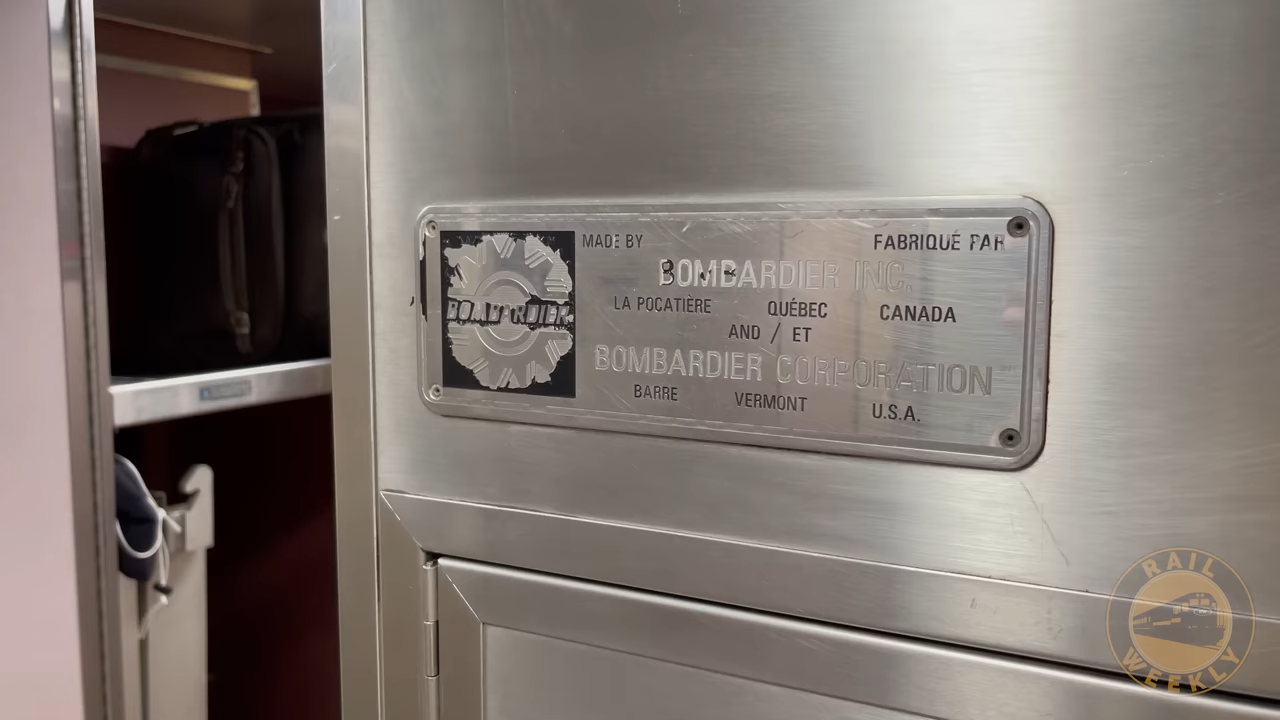 MADE BY FABRIQUÉ PAR
BOMBARDIER INC.
LA POCATIÈRE QUÉBEC CANADA
AND / ET
BOMBARDIER CORPORATION
BARRE VERMONT U.S.A.
BOMBARDIER
RAIL
WEEKLY